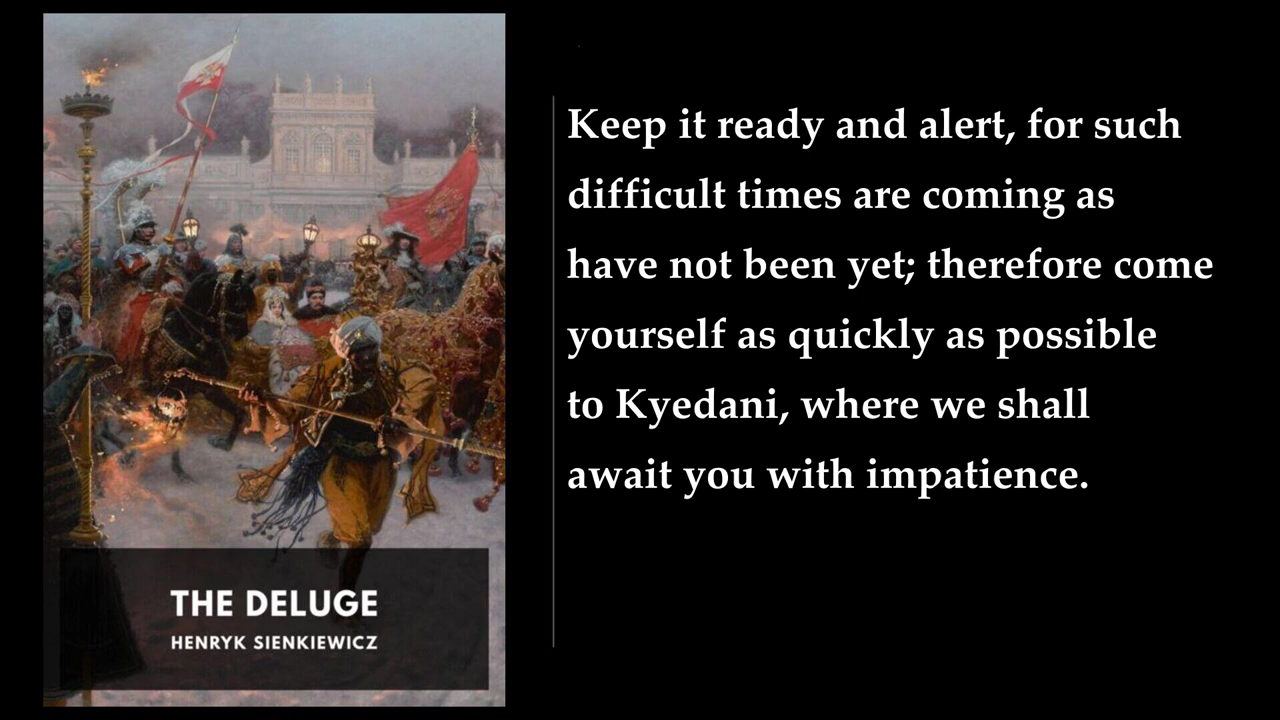 Keep it ready and alert, for such
difficult times are coming as
have not been yet; therefore come
yourself as quickly as possible
to Kyedani, where we shall
await you with impatience.
THE DELUGE
HENRYK SIENKIEWICZ